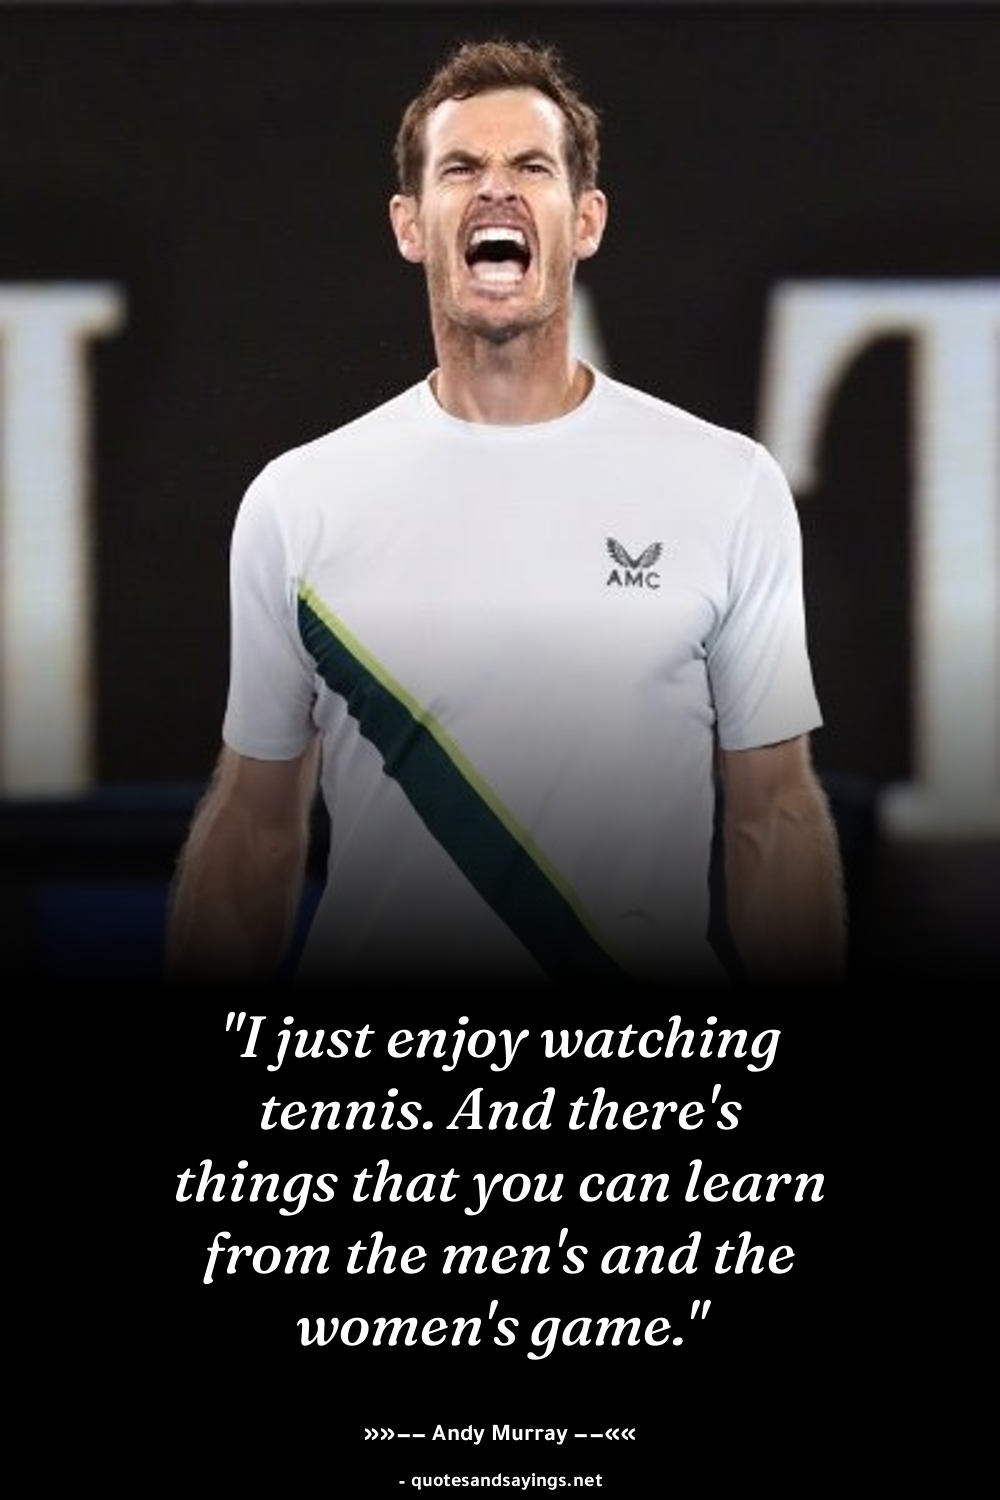 AMC
"I just enjoy watching
tennis. And there's
things that you can learn
from the men's and the
women's game."
»»–– Andy Murray ––««
- quotesandsayings.net